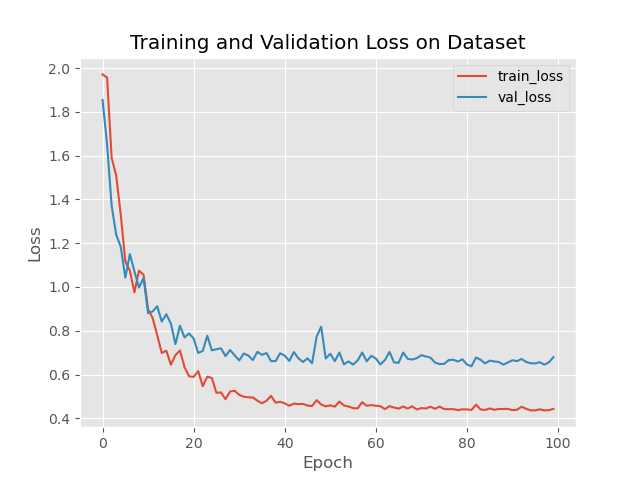 Training and Validation Loss on Dataset
train_loss
val_loss
Loss
2.0
1.8
1.6
1.4
1.2
1.0
0.8
0.6
0.4
0 20 40 60 80 100
Epoch